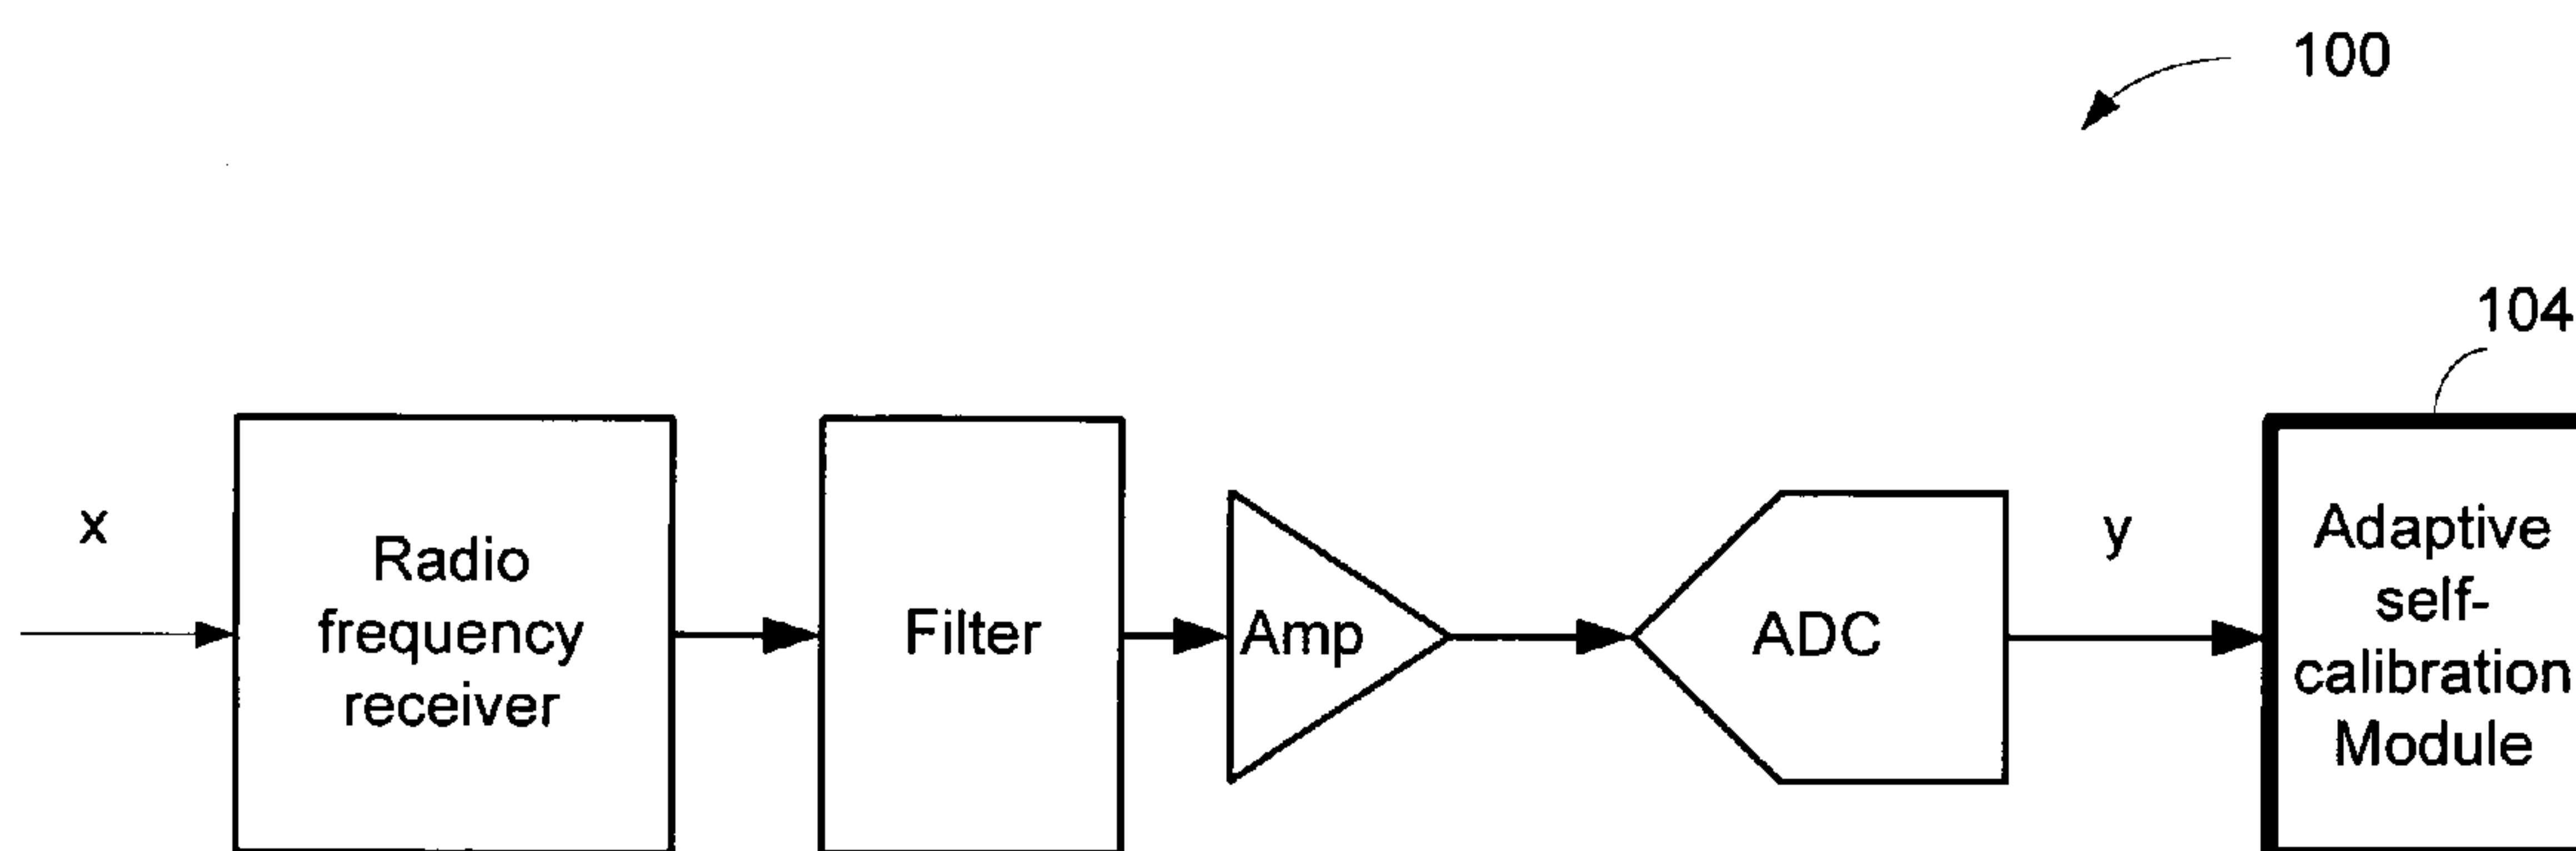 100
104
x
Radio
frequency
receiver
Filter
Amp
ADC
y
Adaptive
self-
calibration
Module